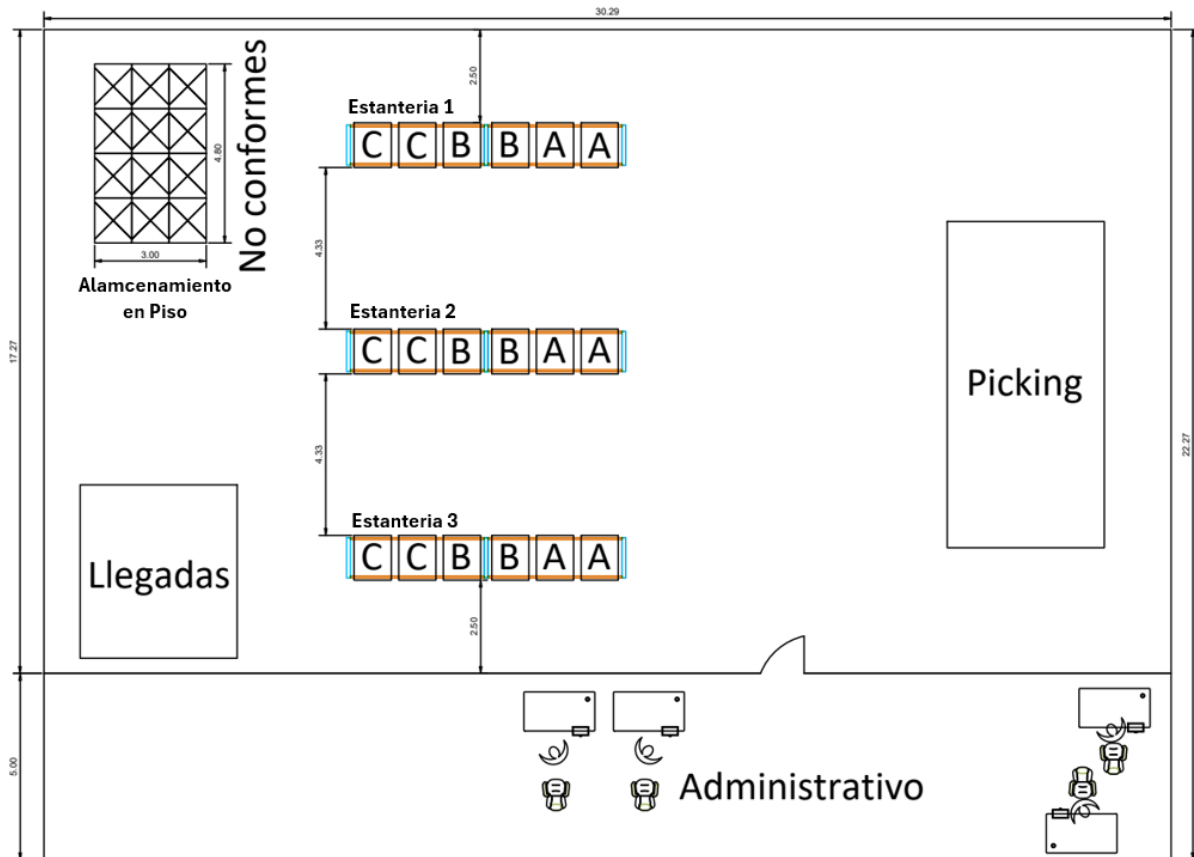 30.29
2.50
No conformes
4.80
3.00
Alamcenamiento
en Piso
Estanteria 1
C C B B A A
4.33
17.27
Estanteria 2
C C B B A A
Picking
4.33
22.27
Estanteria 3
C C B B A A
Llegadas
2.50
5.00
Administrativo